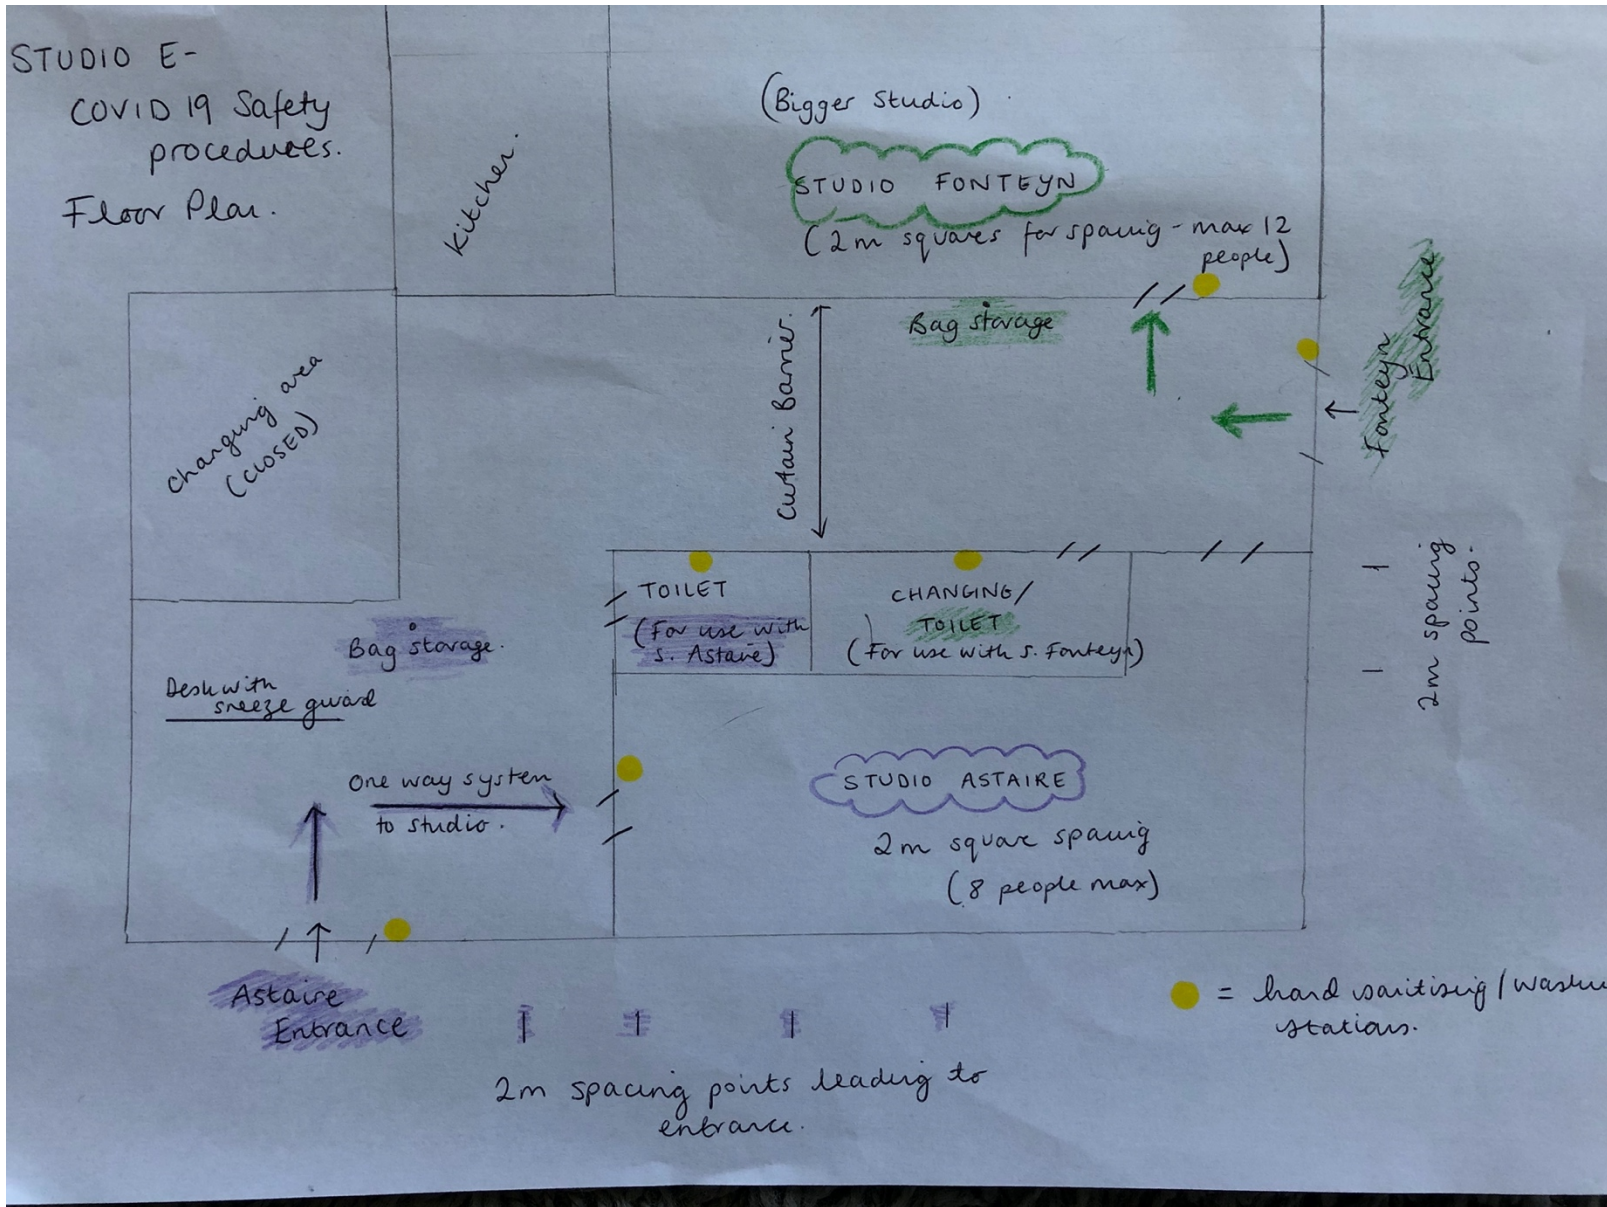 STUDIO E-
COVID 19 Safety
procedures.
Floor Plan.
Kitchen.
(Bigger Studio)
STUDIO FONTEYN
(2m squares for spacing - max 12
people)
Fonteyn
Entrance
Bag storage
Curtain Barrier.
Changing area
(CLOSED)
2m spacing
points.
TOILET
(For use with
S. Astaire)
CHANGING/
TOILET
(For use with S. Fonteyn)
Bag storage.
Desk with
sneeze guard
One way system
to studio.
STUDIO ASTAIRE
2m square spacing
(8 people max)
Astaire
Entrance
2m spacing points leading to
entrance.
= hand sanitising /
stations.